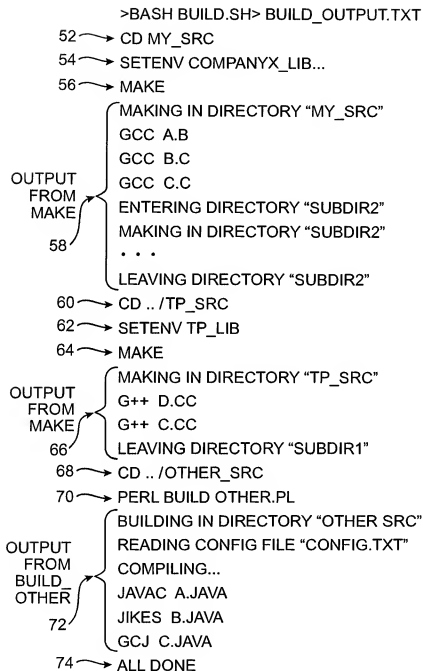 >BASH BUILD.SH> BUILD_OUTPUT.TXT
52 CD MY_SRC
54 SETENV COMPANYX_LIB...
56 MAKE
OUTPUT FROM MAKE 58
MAKING IN DIRECTORY “MY_SRC”
GCC A.B
GCC B.C
GCC C.C
ENTERING DIRECTORY “SUBDIR2”
MAKING IN DIRECTORY “SUBDIR2”
. . .
LEAVING DIRECTORY “SUBDIR2”
60 CD .. /TP_SRC
62 SETENV TP_LIB
64 MAKE
OUTPUT FROM MAKE 66
MAKING IN DIRECTORY “TP_SRC”
G++ D.CC
G++ C.CC
LEAVING DIRECTORY “SUBDIR1”
68 CD .. /OTHER_SRC
70 PERL BUILD OTHER.PL
OUTPUT FROM BUILD_ OTHER 72
BUILDING IN DIRECTORY “OTHER SRC”
READING CONFIG FILE “CONFIG.TXT”
COMPILING...
JAVAC A.JAVA
JIKES B.JAVA
GCJ C.JAVA
74 ALL DONE